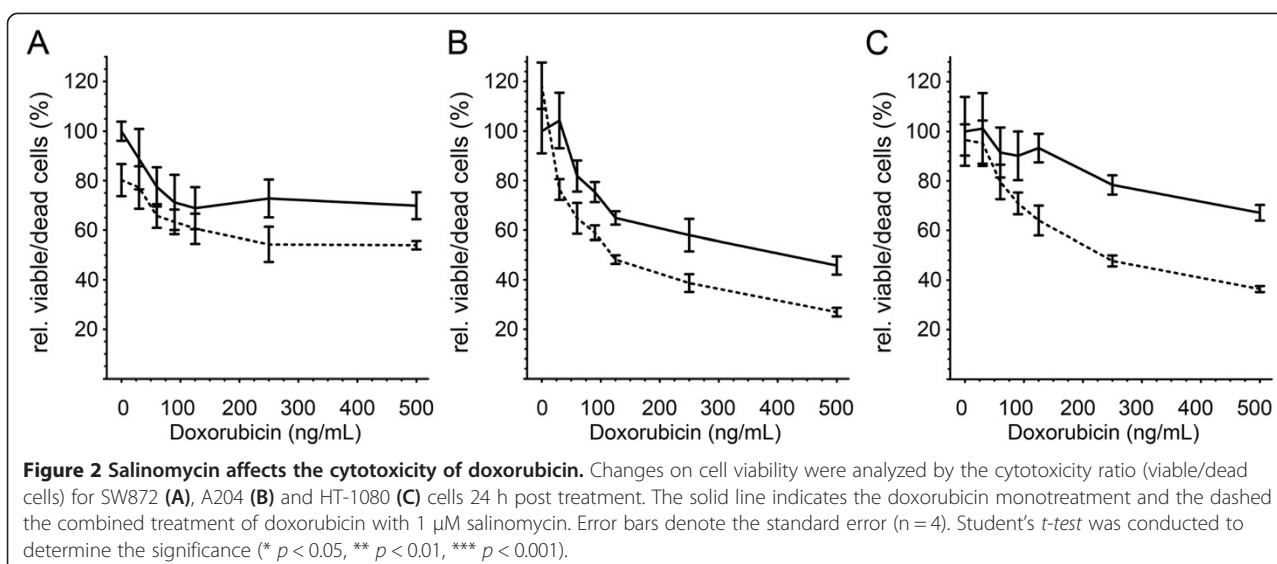 A
B
C
rel. viable/dead cells (%)
120
100
80
60
40
20
0 100 200 300 400 500
Doxorubicin (ng/mL)
rel. viable/dead cells (%)
120
100
80
60
40
20
0 100 200 300 400 500
Doxorubicin (ng/mL)
rel. viable/dead cells (%)
120
100
80
60
40
20
0 100 200 300 400 500
Doxorubicin (ng/mL)
Figure 2 Salinomycin affects the cytotoxicity of doxorubicin. Changes on cell viability were analyzed by the cytotoxicity ratio (viable/dead
cells) for SW872 (A), A204 (B) and HT-1080 (C) cells 24 h post treatment. The solid line indicates the doxorubicin monotreatment and the dashed
the combined treatment of doxorubicin with 1 μM salinomycin. Error bars denote the standard error (n = 4). Student's t-test was conducted to
determine the significance (* p < 0.05, ** p < 0.01, *** p < 0.001).